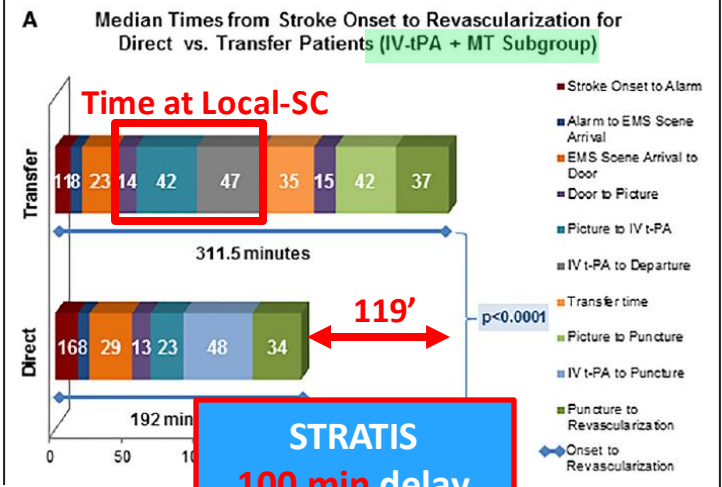 A
Median Times from Stroke Onset to Revascularization for
Direct vs. Transfer Patients (IV-tPA + MT Subgroup)
Time at Local-SC
Transfer
11 8 23 14 42 47 35 15 42 37
311.5 minutes
119’
p<0.0001
Direct
16 8 29 13 23 48 34
192 min
STRATIS
100 min delay
0 50
Stroke Onset to Alarm
Alarm to EMS Scene
Arrival
EMS Scene Arrival to
Door
Door to Picture
Picture to IV t-PA
IV t-PA to Departure
Transfer time
Picture to Puncture
IV t-PA to Puncture
Puncture to
Revascularization
Onset to
Revascularization